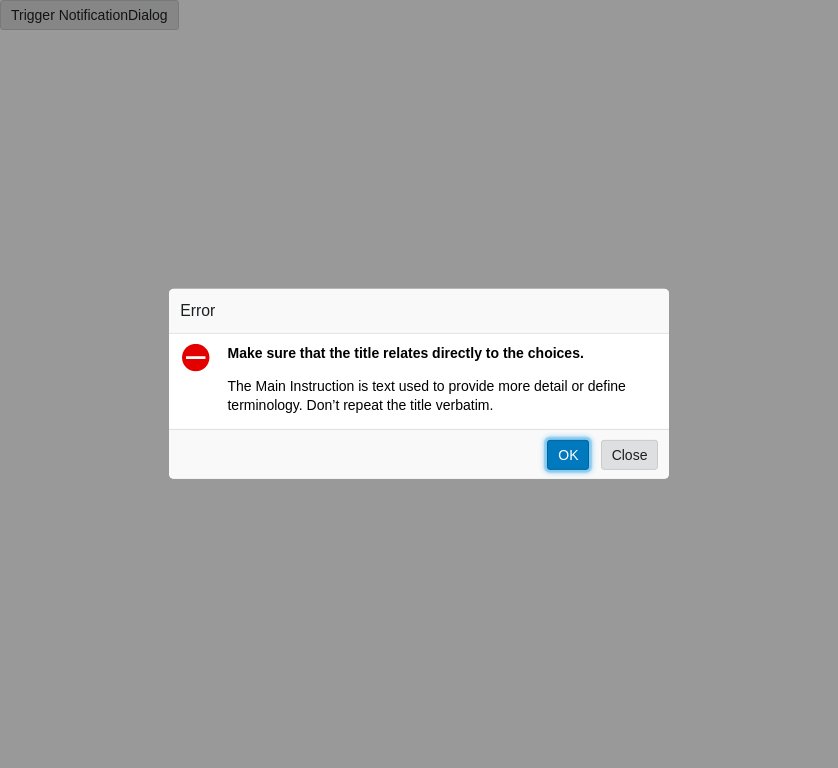 Trigger NotificationDialog
Error
Make sure that the title relates directly to the choices.
The Main Instruction is text used to provide more detail or define
terminology. Don’t repeat the title verbatim.
OK Close